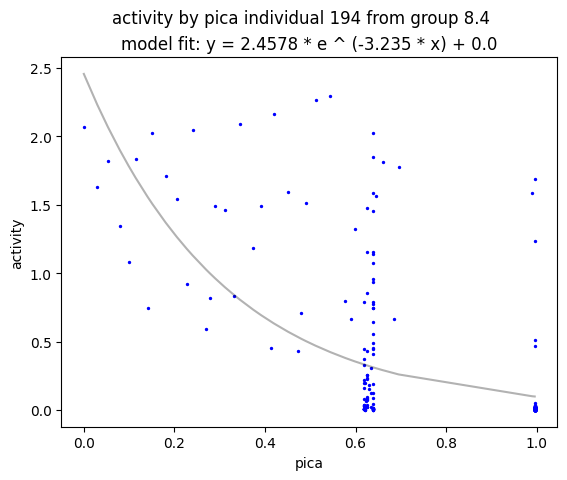 activity by pica individual 194 from group 8.4
model fit: y = 2.4578 * e ^ (-3.235 * x) + 0.0
2.5
2.0
1.5
1.0
0.5
0.0
activity
0.0 0.2 0.4 0.6 0.8 1.0
pica